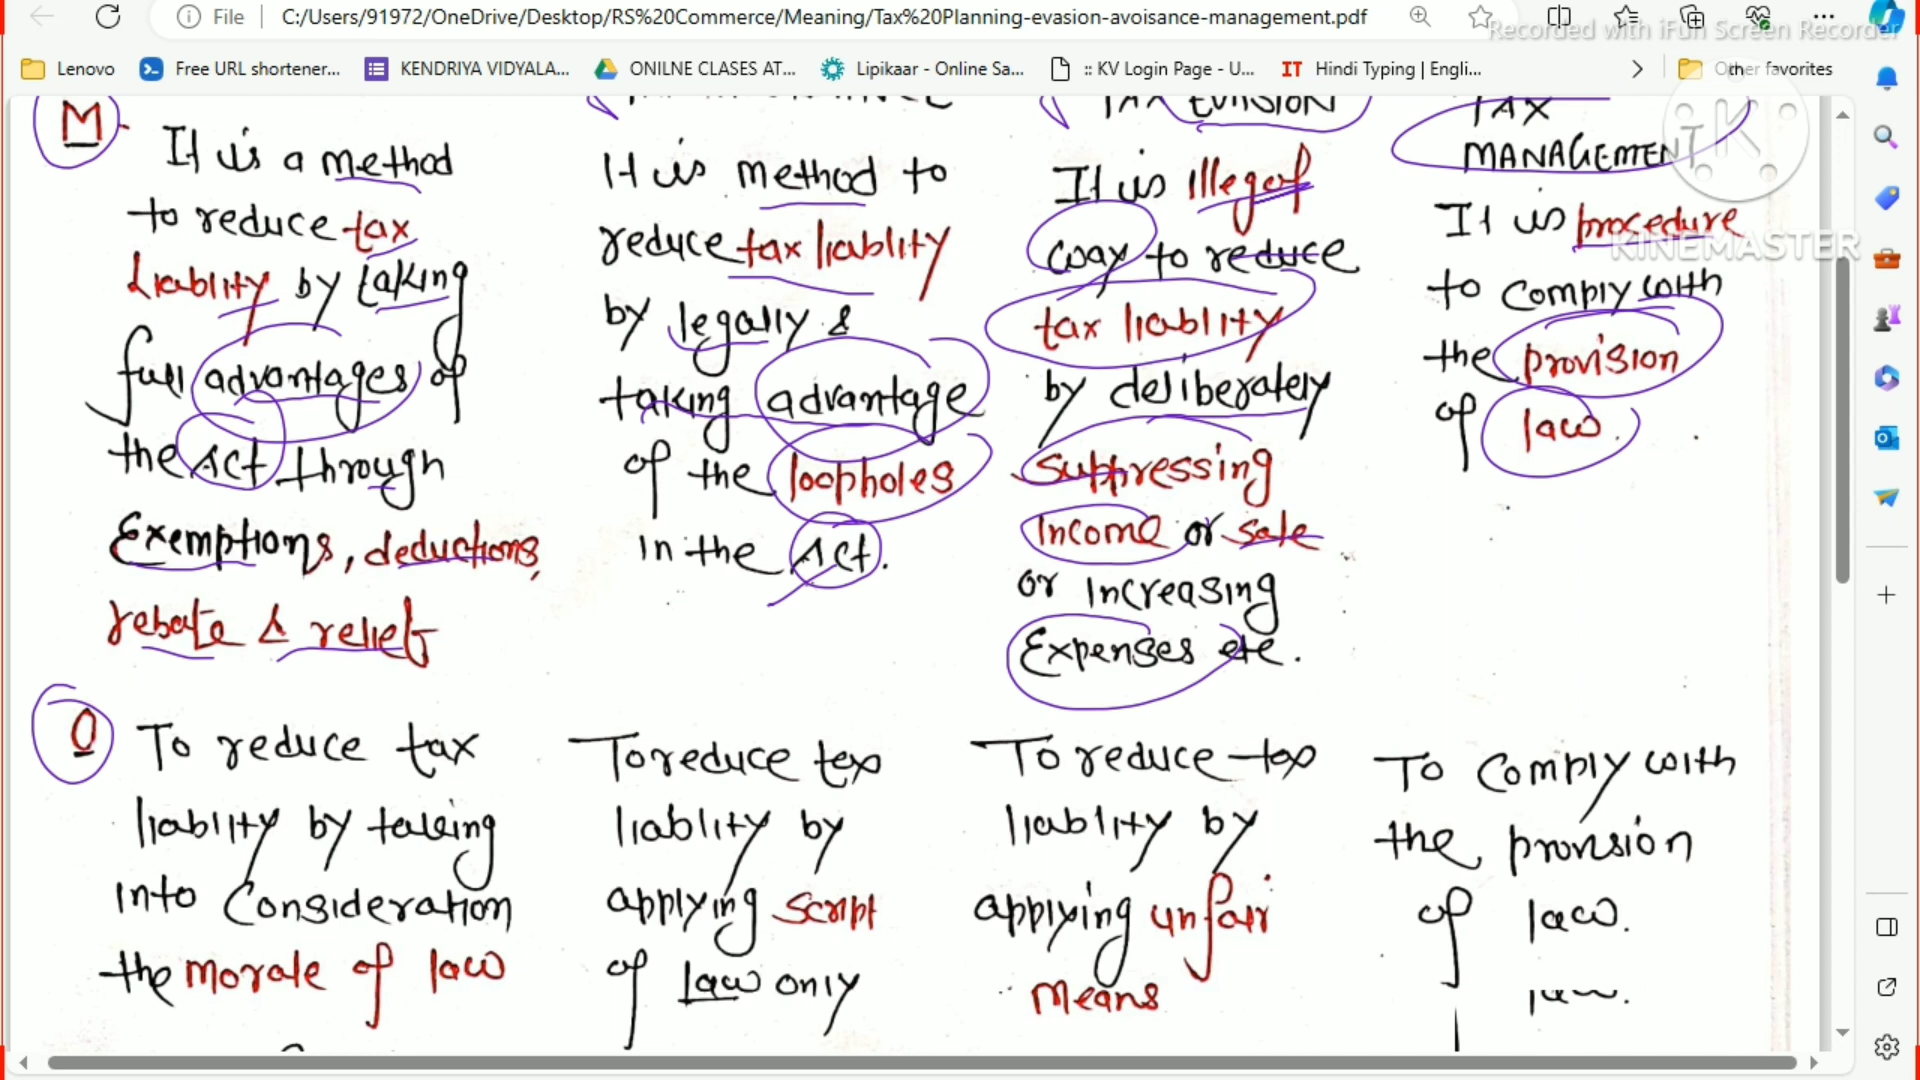 File
C:/Users/91972/OneDrive/Desktop/RS%20Commerce/Meaning/Tax%20Planning-evasion-avoisance-management.pdf
Recorded with iFun Screen Recorder
Lenovo
Free URL shortener...
KENDRIYA VIDYALA...
ONILNE CLASES AT...
Lipikaar - Online Sa...
:: KV Login Page - U...
IT Hindi Typing | Engli...
Other favorites
M
It is a method
to reduce tax
Liablity by taking
full advantages of
the Act through
Exemptions, deductions,
rebate & relief
It is method to
reduce tax liablity
by legally &
taking advantage
of the loopholes
in the Act.
TAX EVASION
It is illegal
way to reduce
tax liablity
by deliberately
suppressing
Income or sale
or Increasing
Expenses etc.
TAX
MANAGEMENT
It is procedure
to comply with
the provision
of law.
TK
KINEMASTER
O
To reduce tax
liablity by taking
into Consideration
the morale of law
To reduce tax
liablity by
applying script
of law only
To reduce tax
liablity by
applying unfair
means
To Comply with
the provision
of law.